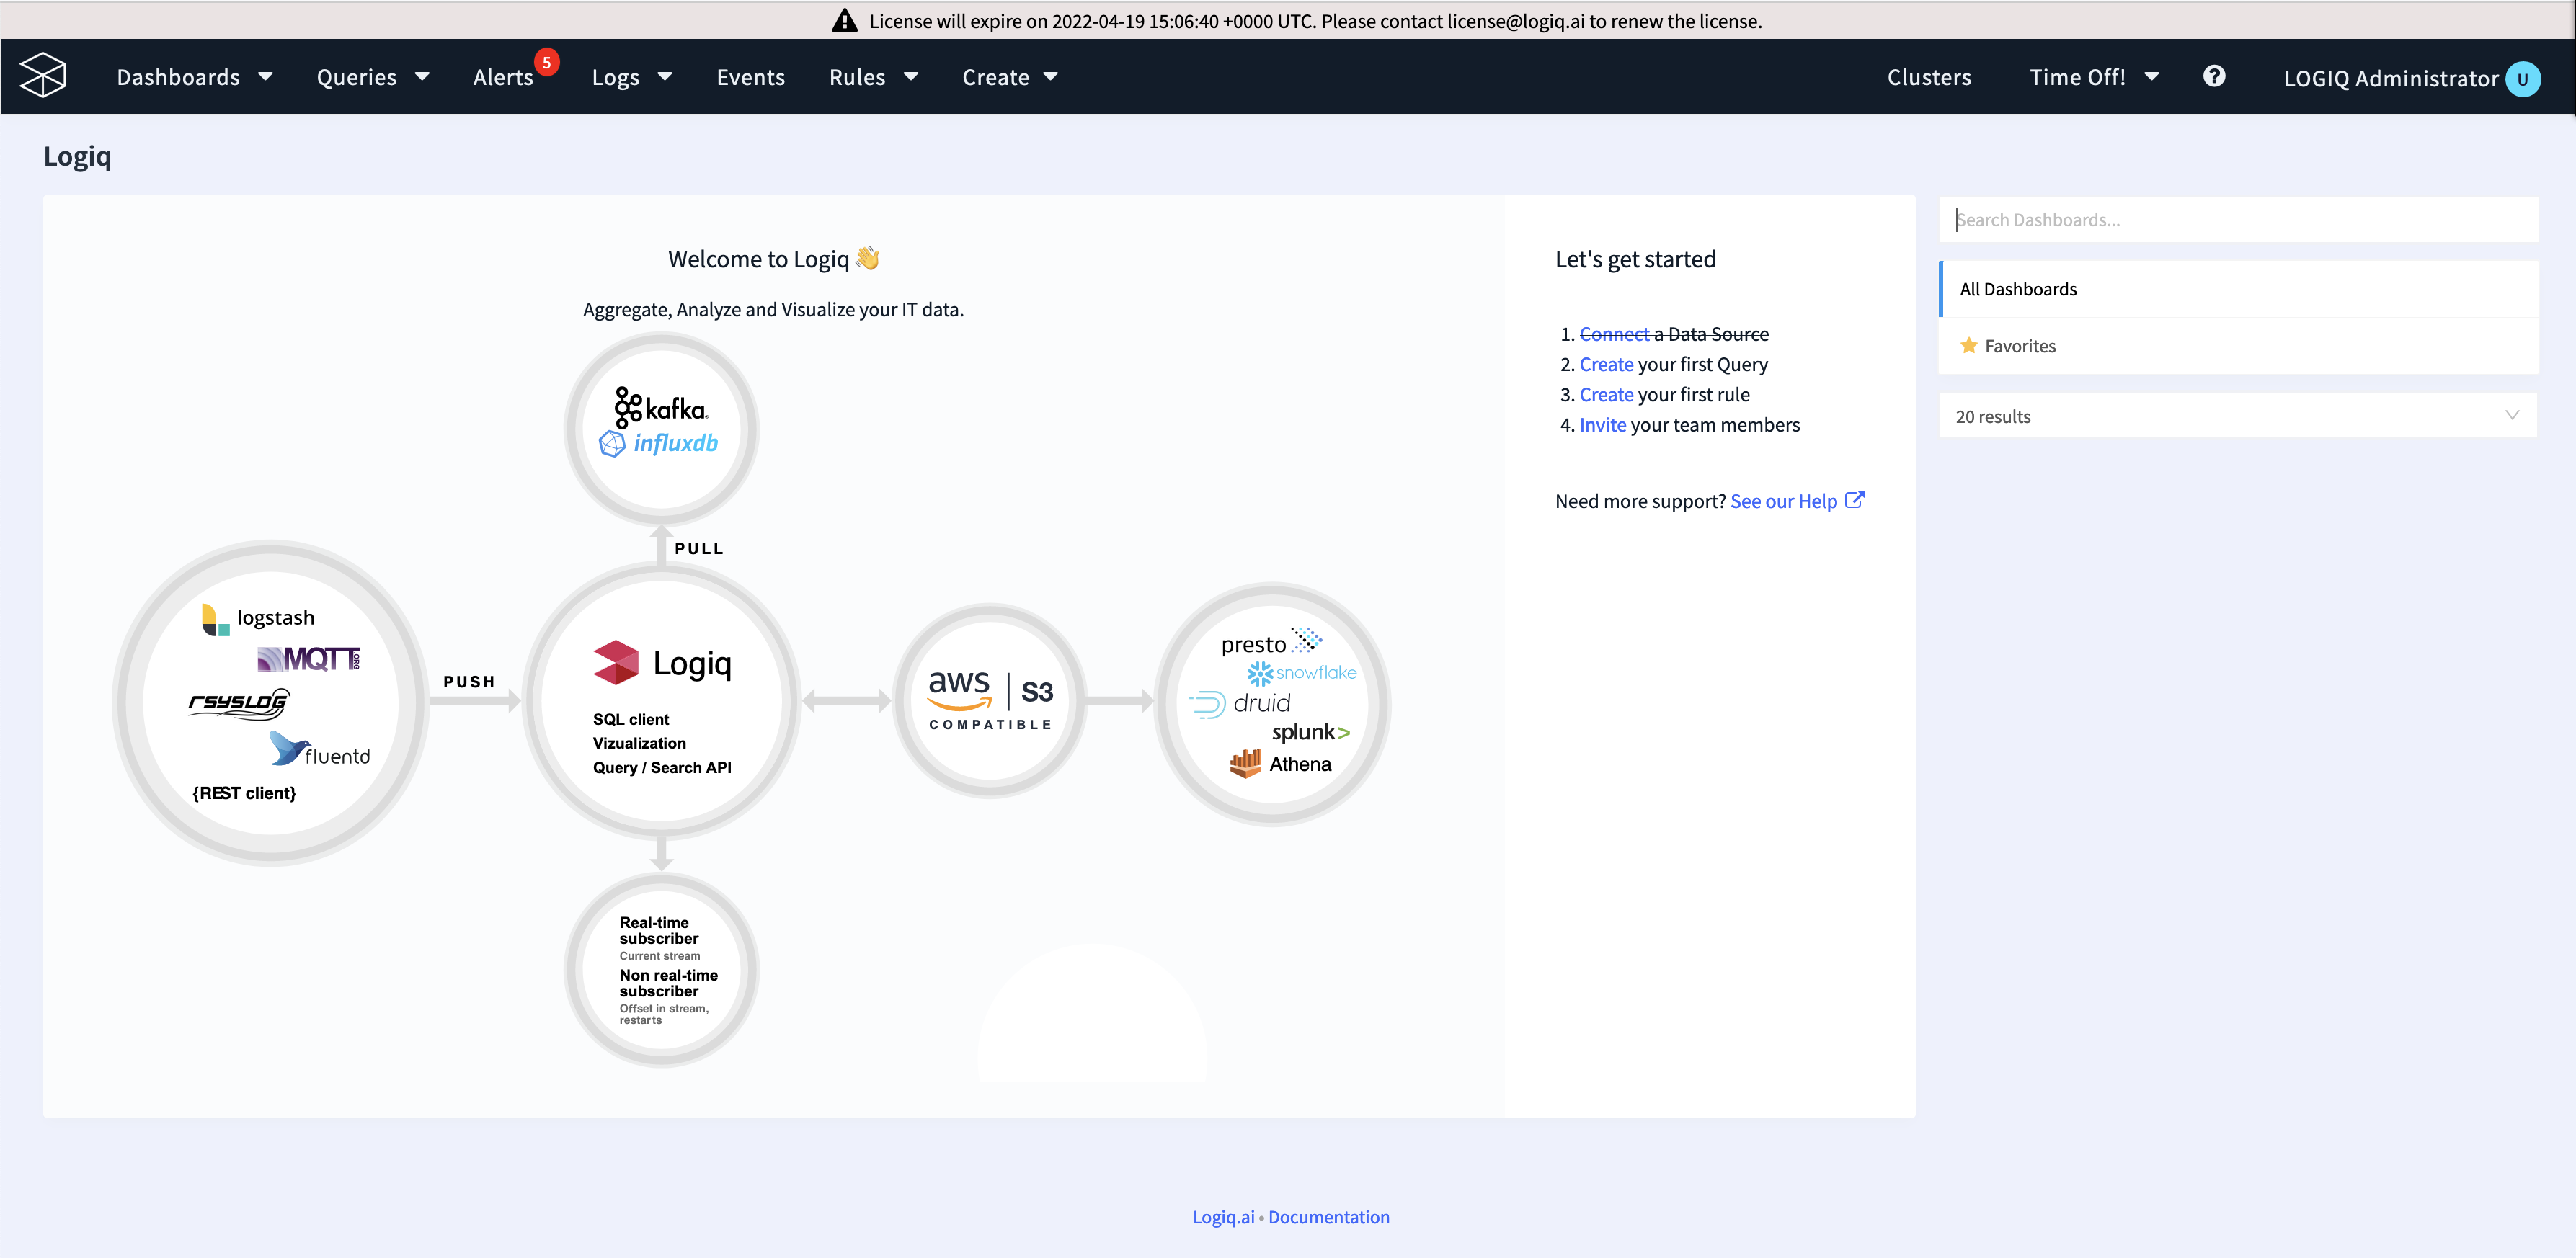 License will expire on 2022-04-19 15:06:40 +0000 UTC. Please contact license@logiq.ai to renew the license.
Dashboards Queries Alerts 5 Logs Events Rules Create Clusters Time Off! LOGIQ Administrator U
Logiq
Welcome to Logiq 👋
Aggregate, Analyze and Visualize your IT data.
kafka
influxdb
PULL
logstash
MQTT.ORG
rsyslog
fluentd
{REST client}
PUSH
Logiq
SQL client
Vizualization
Query / Search API
aws | S3
COMPATIBLE
presto
snowflake
druid
splunk>
Athena
Real-time
subscriber
Current stream
Non real-time
subscriber
Offset in stream,
restarts
Let's get started
1. Connect a Data Source
2. Create your first Query
3. Create your first rule
4. Invite your team members
Need more support? See our Help
Search Dashboards...
All Dashboards
Favorites
20 results
Logiq.ai • Documentation